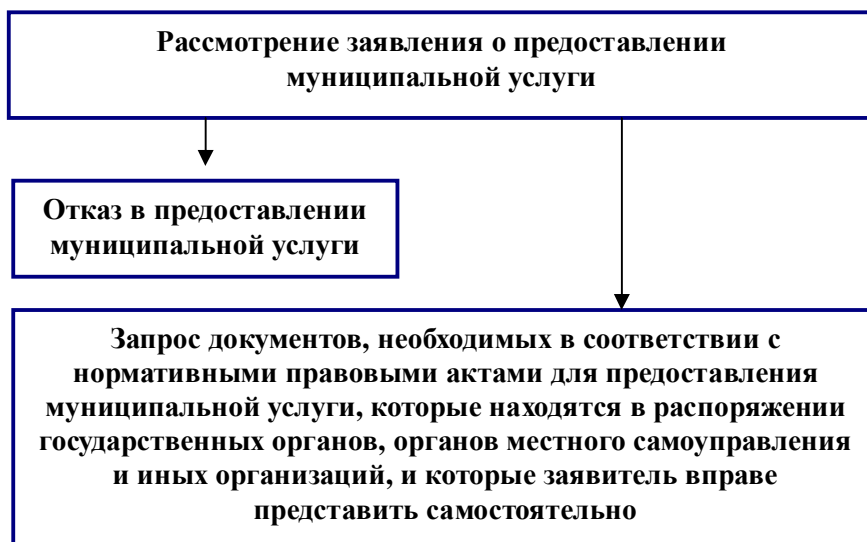 Рассмотрение заявления о предоставлении
муниципальной услуги
Отказ в предоставлении
муниципальной услуги
Запрос документов, необходимых в соответствии с
нормативными правовыми актами для предоставления
муниципальной услуги, которые находятся в распоряжении
государственных органов, органов местного самоуправления
и иных организаций, и которые заявитель вправе
представить самостоятельно